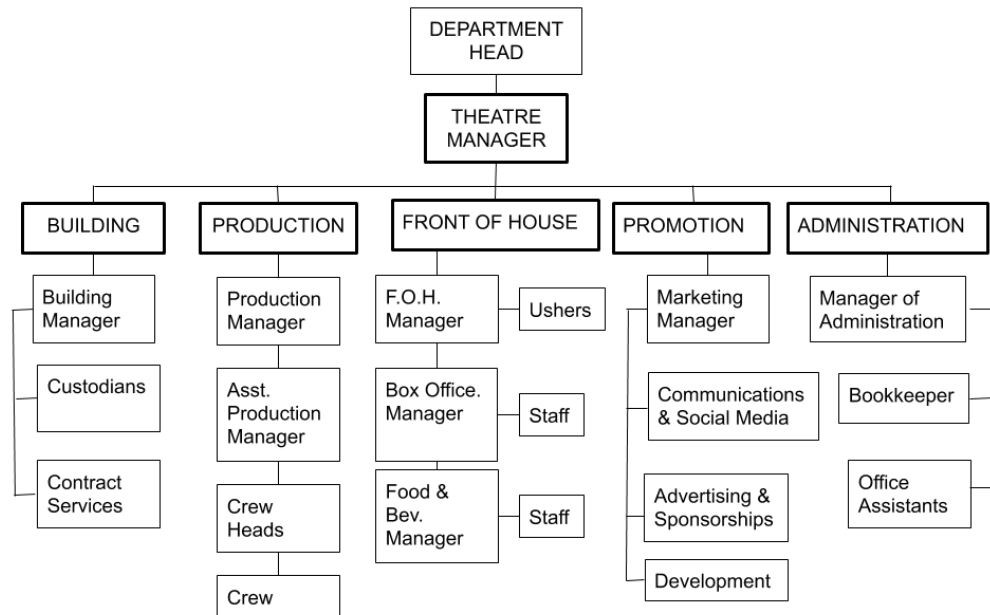 DEPARTMENT
HEAD
THEATRE
MANAGER
BUILDING
PRODUCTION
FRONT OF HOUSE
PROMOTION
ADMINISTRATION
Building
Manager
Custodians
Contract
Services
Production
Manager
Asst.
Production
Manager
Crew
Heads
Crew
F.O.H.
Manager
Ushers
Box Office.
Manager
Staff
Food &
Bev.
Manager
Staff
Marketing
Manager
Communications
& Social Media
Advertising &
Sponsorships
Development
Manager of
Administration
Bookkeeper
Office
Assistants